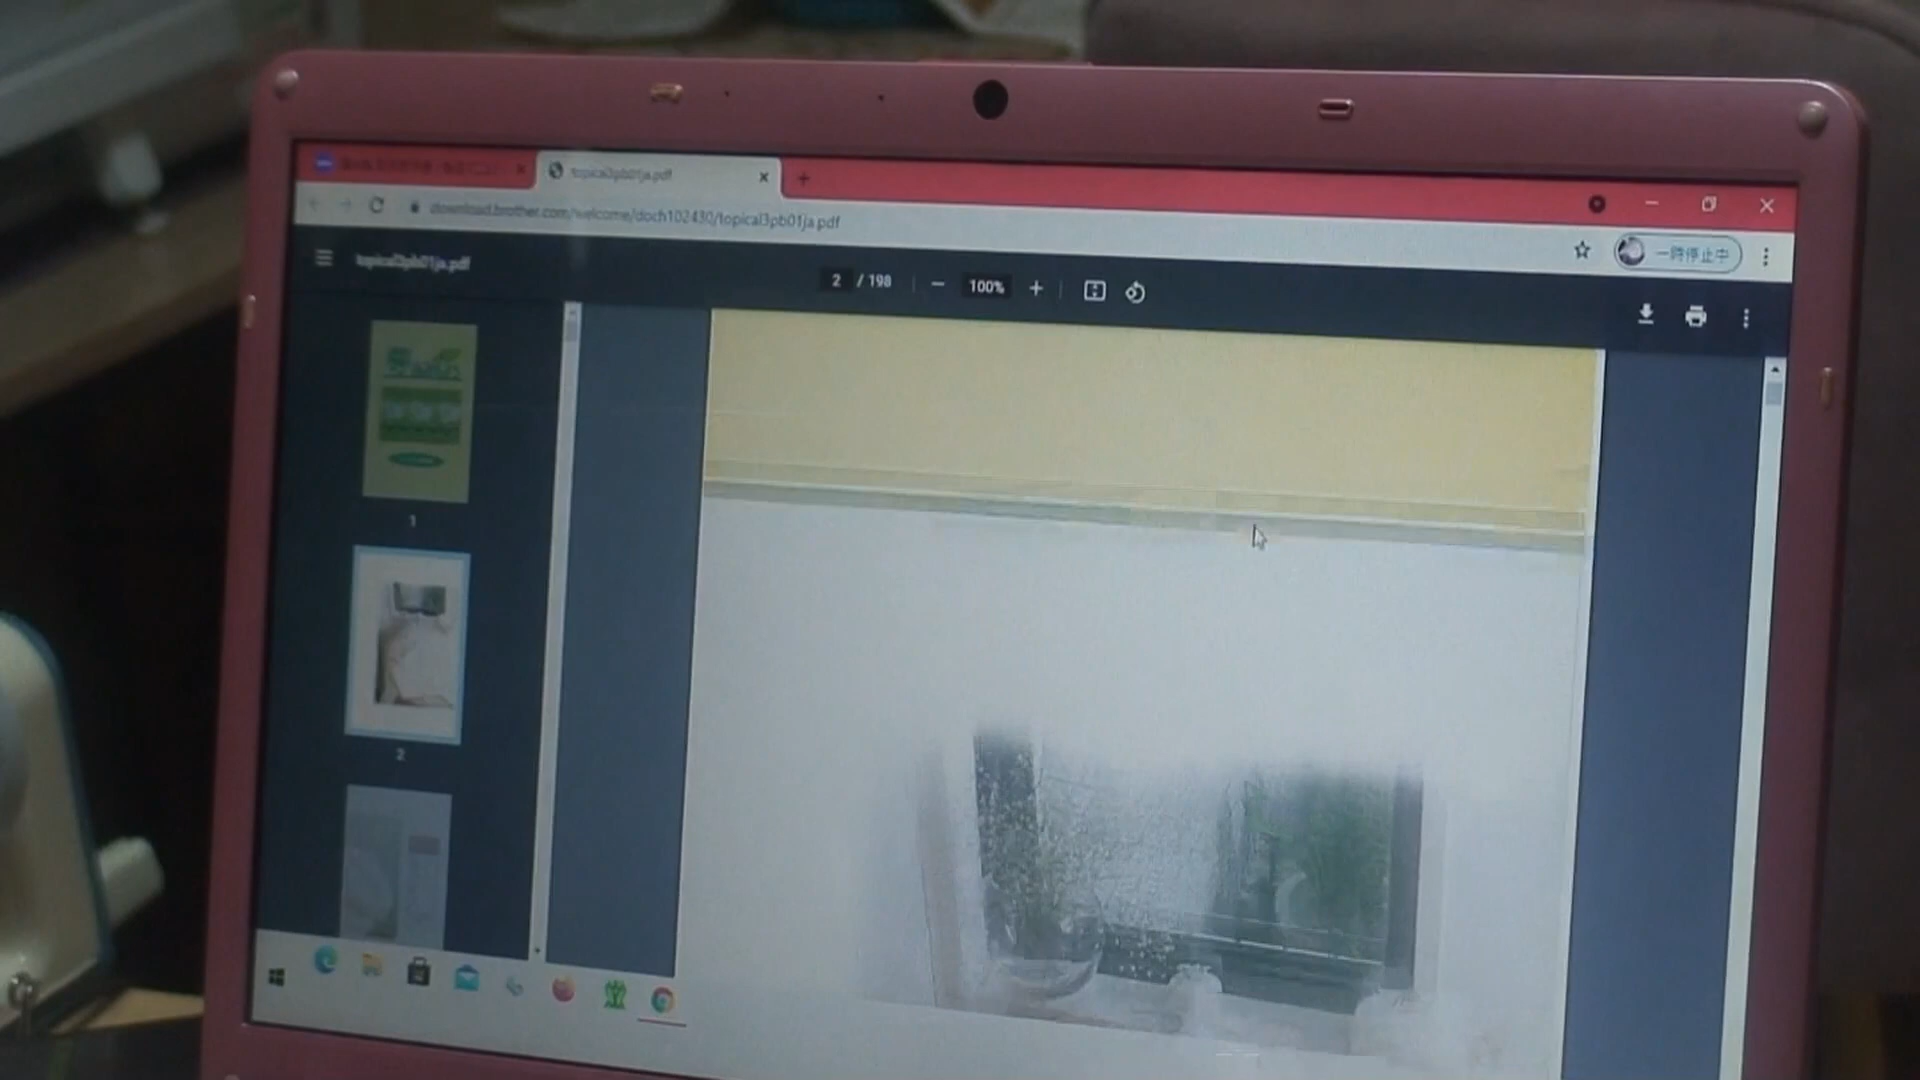 topical3pb01ja.pdf
download.brother.com/welcome/doch102430/topical3pb01ja.pdf
一時停止中
topical3pb01ja.pdf
2 / 198
100%
1
2